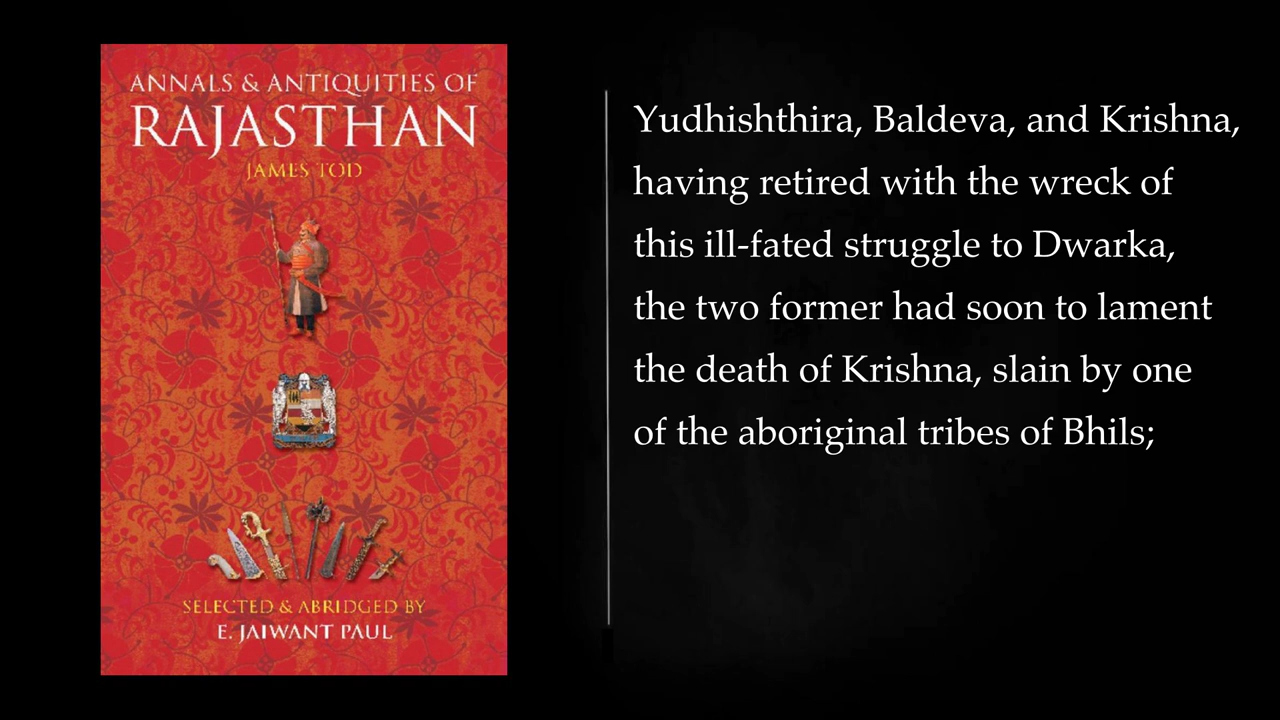 ANNALS & ANTIQUITIES OF
RAJASTHAN
JAMES TOD
SELECTED & ABRIDGED BY
E. JAIWANT PAUL
Yudhishthira, Baldeva, and Krishna,
having retired with the wreck of
this ill-fated struggle to Dwarka,
the two former had soon to lament
the death of Krishna, slain by one
of the aboriginal tribes of Bhils;